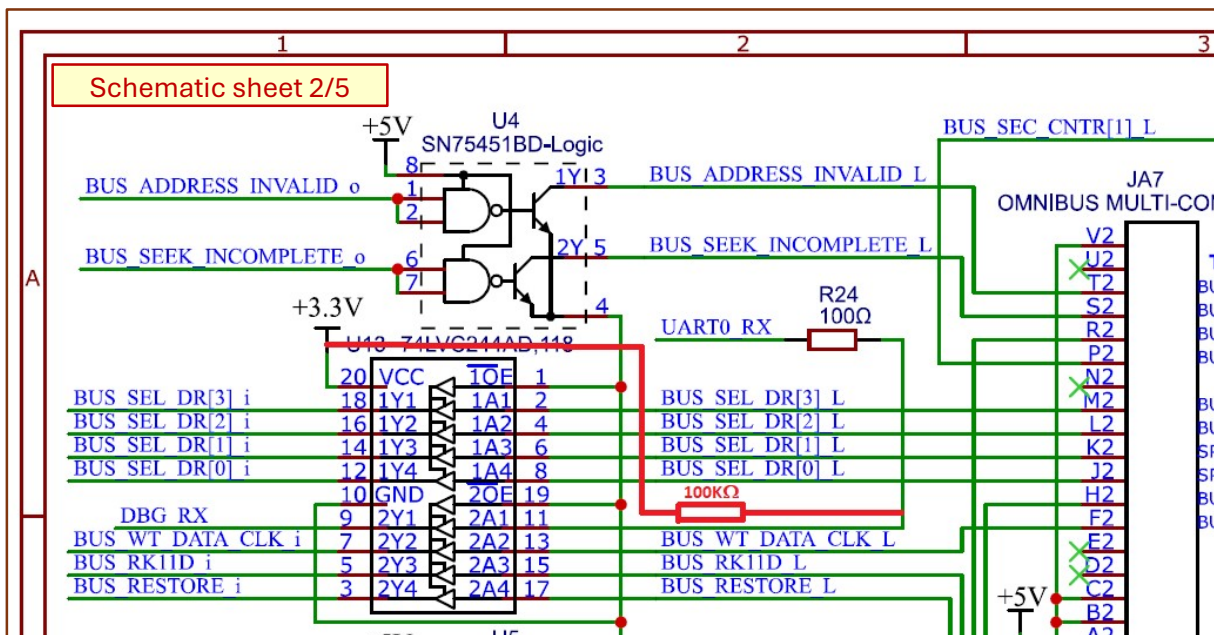 1 2 3
Schematic sheet 2/5
A
+5V
U4
SN75451BD-Logic
8
BUS_ADDRESS_INVALID_o 1 1Y 3 BUS_ADDRESS_INVALID_L
2
BUS_SEEK_INCOMPLETE_o 6 2Y 5 BUS_SEEK_INCOMPLETE_L
7
4
BUS_SEC_CNTR[1]_L
JA7
+3.3V
R24
100Ω
UART0_RX
U13 74LVC244AD,118
20 VCC 1OE 1
BUS_SEL_DR[3]_i 18 1Y1 1A1 2 BUS_SEL_DR[3]_L
BUS_SEL_DR[2]_i 16 1Y2 1A2 4 BUS_SEL_DR[2]_L
BUS_SEL_DR[1]_i 14 1Y3 1A3 6 BUS_SEL_DR[1]_L
BUS_SEL_DR[0]_i 12 1Y4 1A4 8 BUS_SEL_DR[0]_L
10 GND 2OE 19
100KΩ
DBG_RX 9 2Y1 2A1 11
BUS_WT_DATA_CLK_i 7 2Y2 2A2 13 BUS_WT_DATA_CLK_L
BUS_RK11D_i 5 2Y3 2A3 15 BUS_RK11D_L
BUS_RESTORE_i 3 2Y4 2A4 17 BUS_RESTORE_L
OMNIBUS
V2
U2
T2
S2
R2
P2
N2
M2
L2
K2
J2
H2
F2
E2
D2
C2
B2
A2
+5V
U5